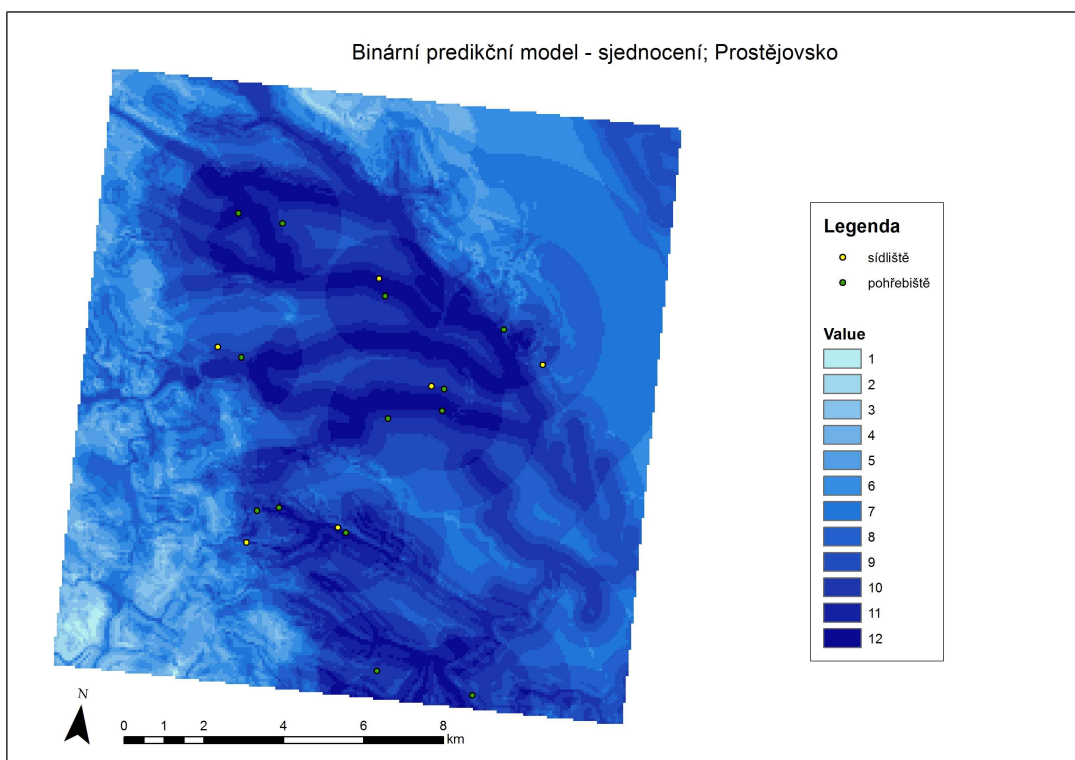 Binární predikční model - sjednocení; Prostějovsko
Legenda
sídliště
pohřebiště
Value
1
2
3
4
5
6
7
8
9
10
11
12
N
0 1 2 4 6 8
km